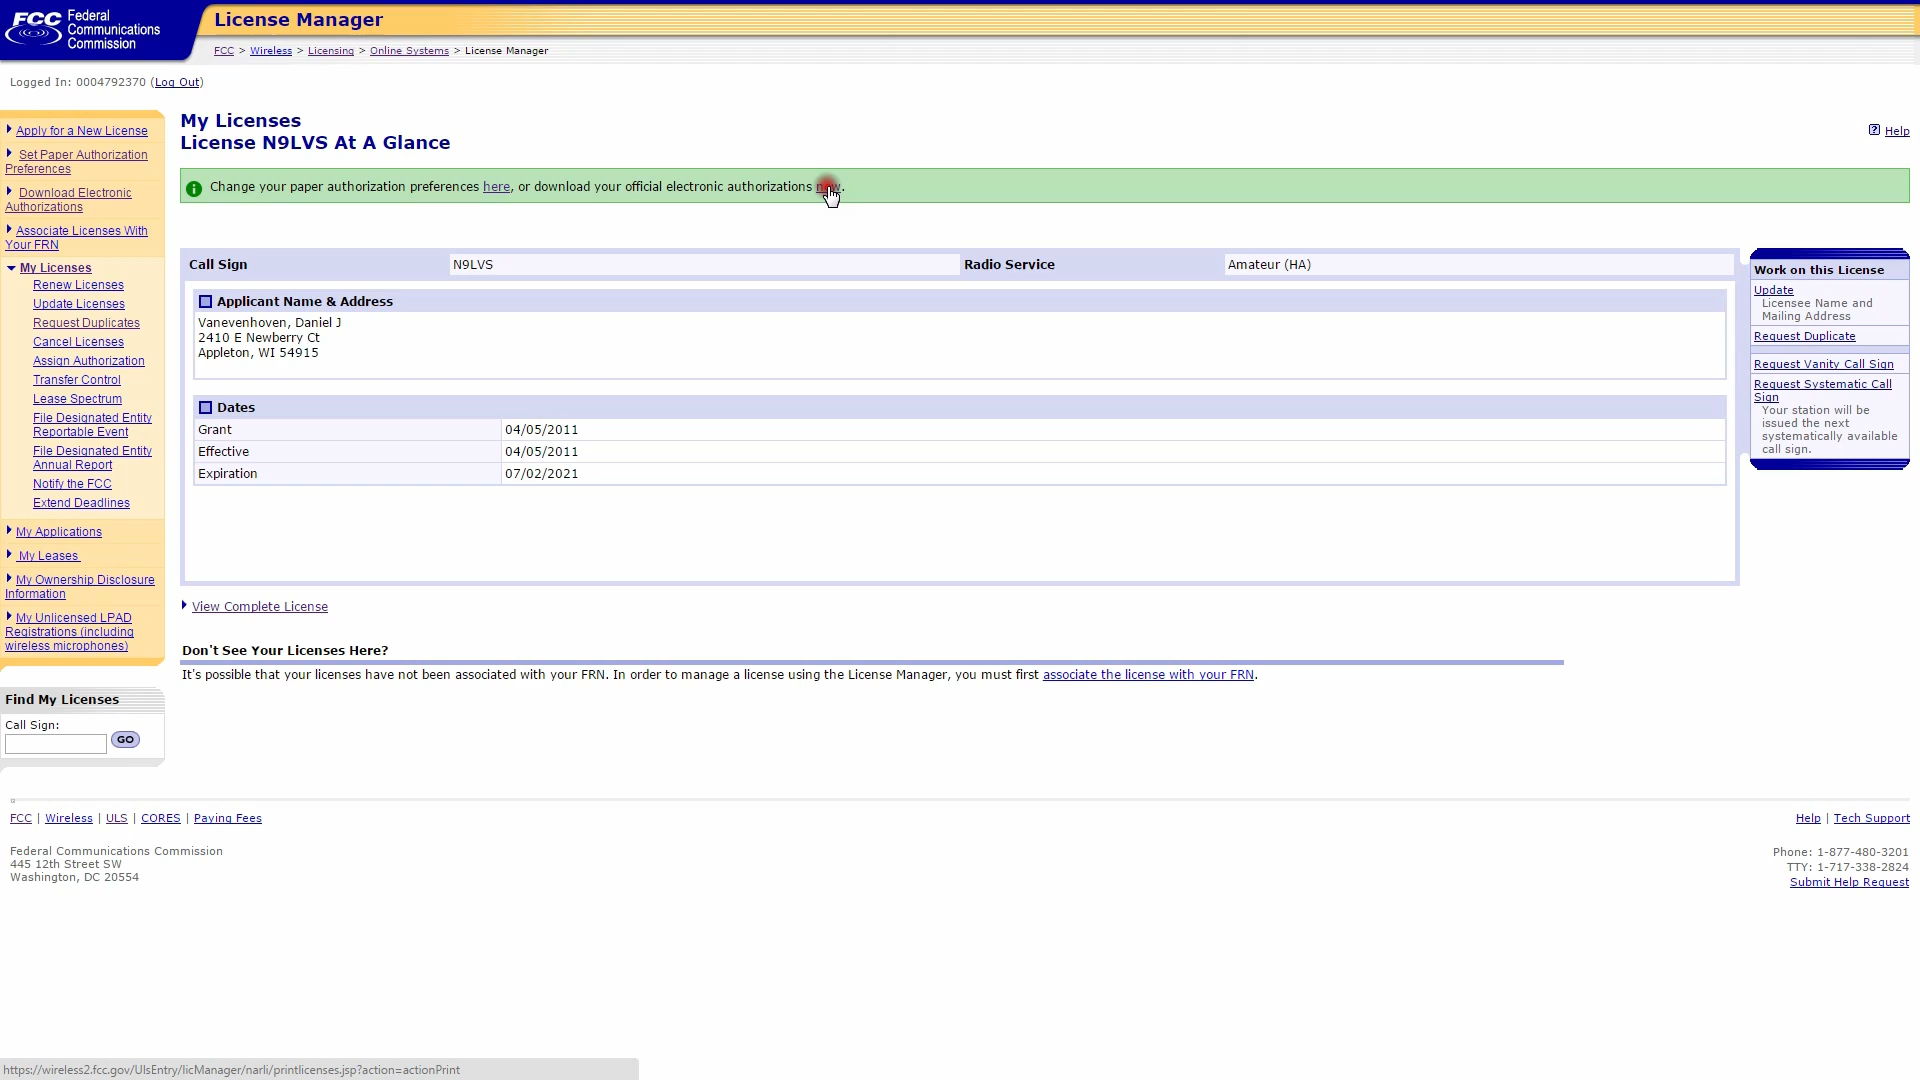 FCC Federal
Communications
Commission
License Manager
FCC > Wireless > Licensing > Online Systems > License Manager
Logged In: 0004792370 (Log Out)
Apply for a New License
Set Paper Authorization
Preferences
Download Electronic
Authorizations
Associate Licenses With
Your FRN
My Licenses
Renew Licenses
Update Licenses
Request Duplicates
Cancel Licenses
Assign Authorization
Transfer Control
Lease Spectrum
File Designated Entity
Reportable Event
File Designated Entity
Annual Report
Notify the FCC
Extend Deadlines
My Applications
My Leases
My Ownership Disclosure
Information
My Unlicensed LPAD
Registrations (including
wireless microphones)
Find My Licenses
Call Sign:
GO
My Licenses
License N9LVS At A Glance
? Help
i Change your paper authorization preferences here, or download your official electronic authorizations now.
Call Sign N9LVS Radio Service Amateur (HA)
Applicant Name & Address
Vanevenhoven, Daniel J
2410 E Newberry Ct
Appleton, WI 54915
Dates
Grant 04/05/2011
Effective 04/05/2011
Expiration 07/02/2021
Work on this License
Update
Licensee Name and
Mailing Address
Request Duplicate
Request Vanity Call Sign
Request Systematic Call
Sign
Your station will be
issued the next
systematically available
call sign.
View Complete License
Don't See Your Licenses Here?
It's possible that your licenses have not been associated with your FRN. In order to manage a license using the License Manager, you must first associate the license with your FRN.
FCC | Wireless | ULS | CORES | Paying Fees
Help | Tech Support
Federal Communications Commission
445 12th Street SW
Washington, DC 20554
Phone: 1-877-480-3201
TTY: 1-717-338-2824
Submit Help Request
https://wireless2.fcc.gov/UlsEntry/licManager/narli/printlicenses.jsp?action=actionPrint